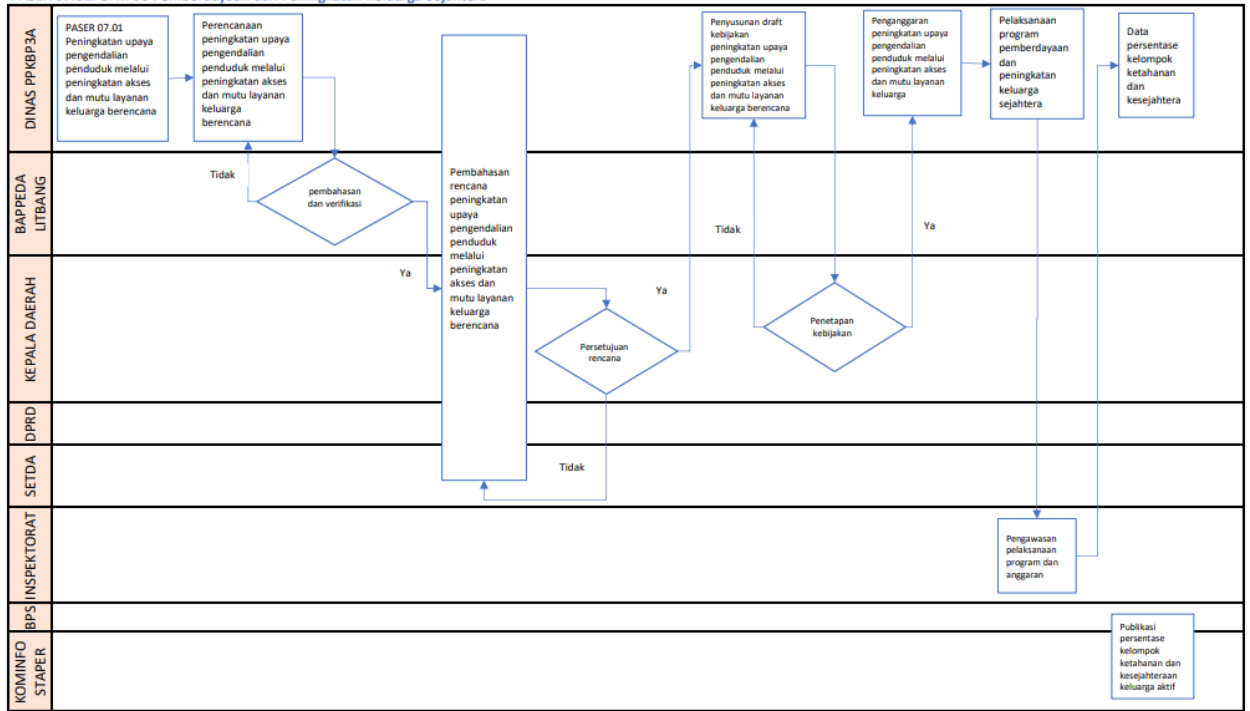 DINAS PPKBP3A
PASER 07.01
Peningkatan upaya
pengendalian
penduduk melalui
peningkatan akses
dan mutu layanan
keluarga berencana
Perencanaan
peningkatan upaya
pengendalian
penduduk melalui
peningkatan akses
dan mutu layanan
keluarga
berencana
Penyusunan draft
kebijakan
peningkatan upaya
pengendalian
penduduk melalui
peningkatan akses
dan mutu layanan
keluarga berencana
Penganggaran
peningkatan upaya
pengendalian
penduduk melalui
peningkatan akses
dan mutu layanan
keluarga
Pelaksanaan
program
pemberdayaan
dan
peningkatan
keluarga
sejahtera
Data
persentase
kelompok
ketahanan
dan
kesejahtera
BAPPEDA
LITBANG
Tidak
pembahasan
dan verifikasi
Ya
Pembahasan
rencana
peningkatan
upaya
pengendalian
penduduk
melalui
peningkatan
akses dan
mutu layanan
keluarga
berencana
Tidak
Ya
KEPALA DAERAH
Persetujuan
rencana
Ya
Penetapan
kebijakan
DPRD
SETDA
Tidak
INSPEKTORAT
Pengawasan
pelaksanaan
program dan
anggaran
BPS
KOMINFO
STAPER
Publikasi
persentase
kelompok
ketahanan dan
kesejahteraan
keluarga aktif